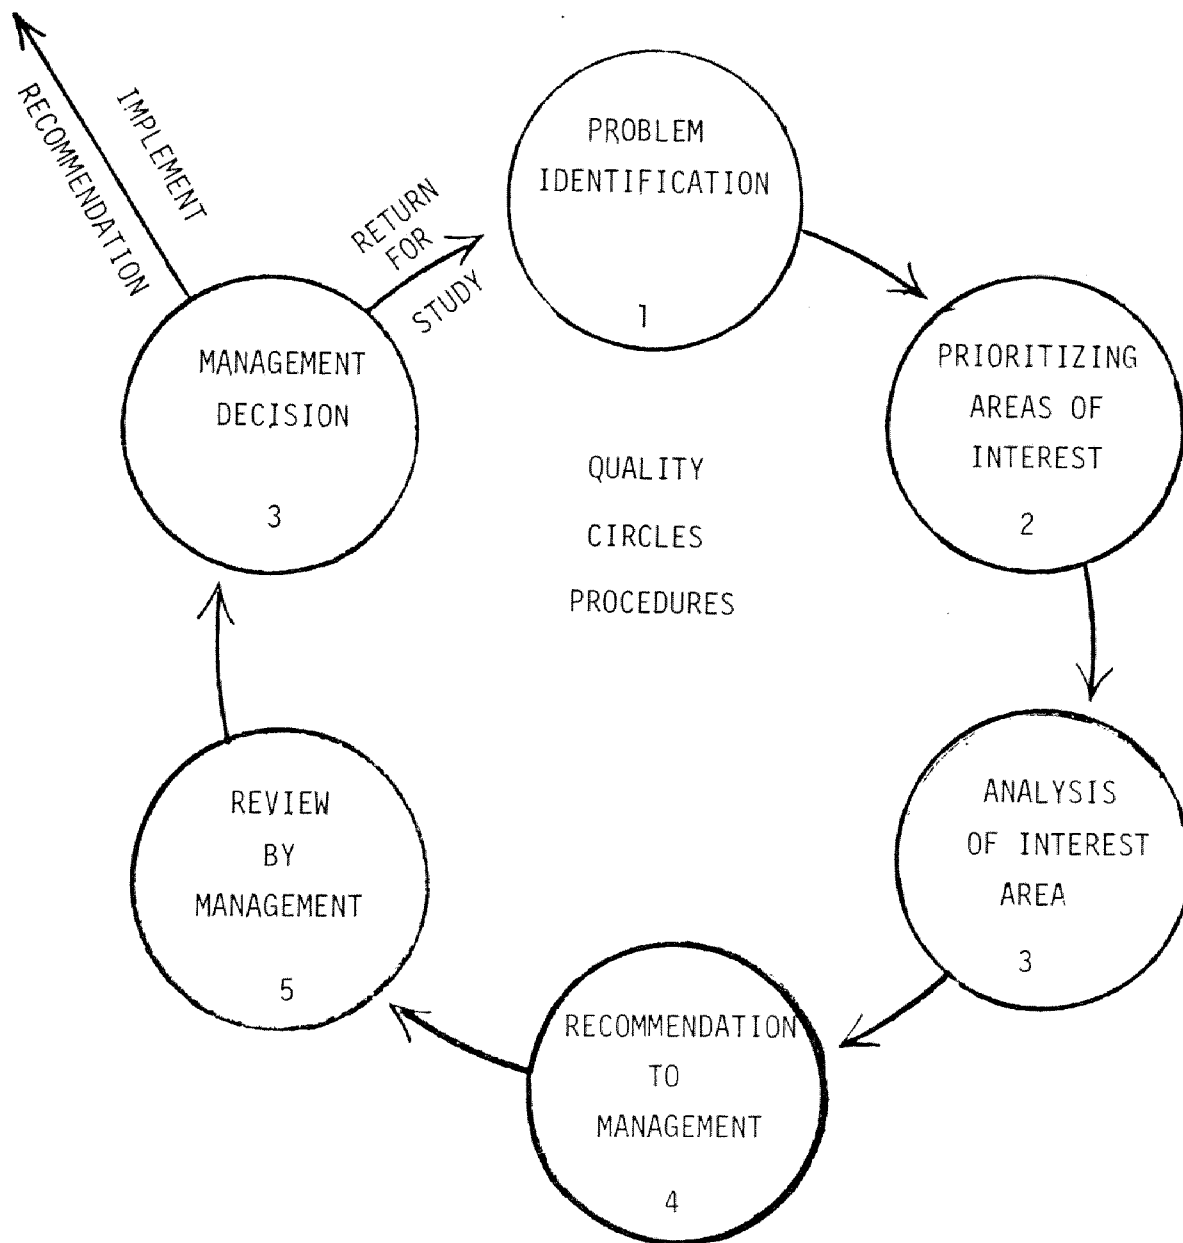 PROBLEM
IDENTIFICATION
1
PRIORITIZING
AREAS OF
INTEREST
2
ANALYSIS
OF INTEREST
AREA
3
RECOMMENDATION
TO
MANAGEMENT
4
REVIEW
BY
MANAGEMENT
5
MANAGEMENT
DECISION
3
IMPLEMENT
RECOMMENDATION
RETURN
FOR
STUDY
QUALITY
CIRCLES
PROCEDURES